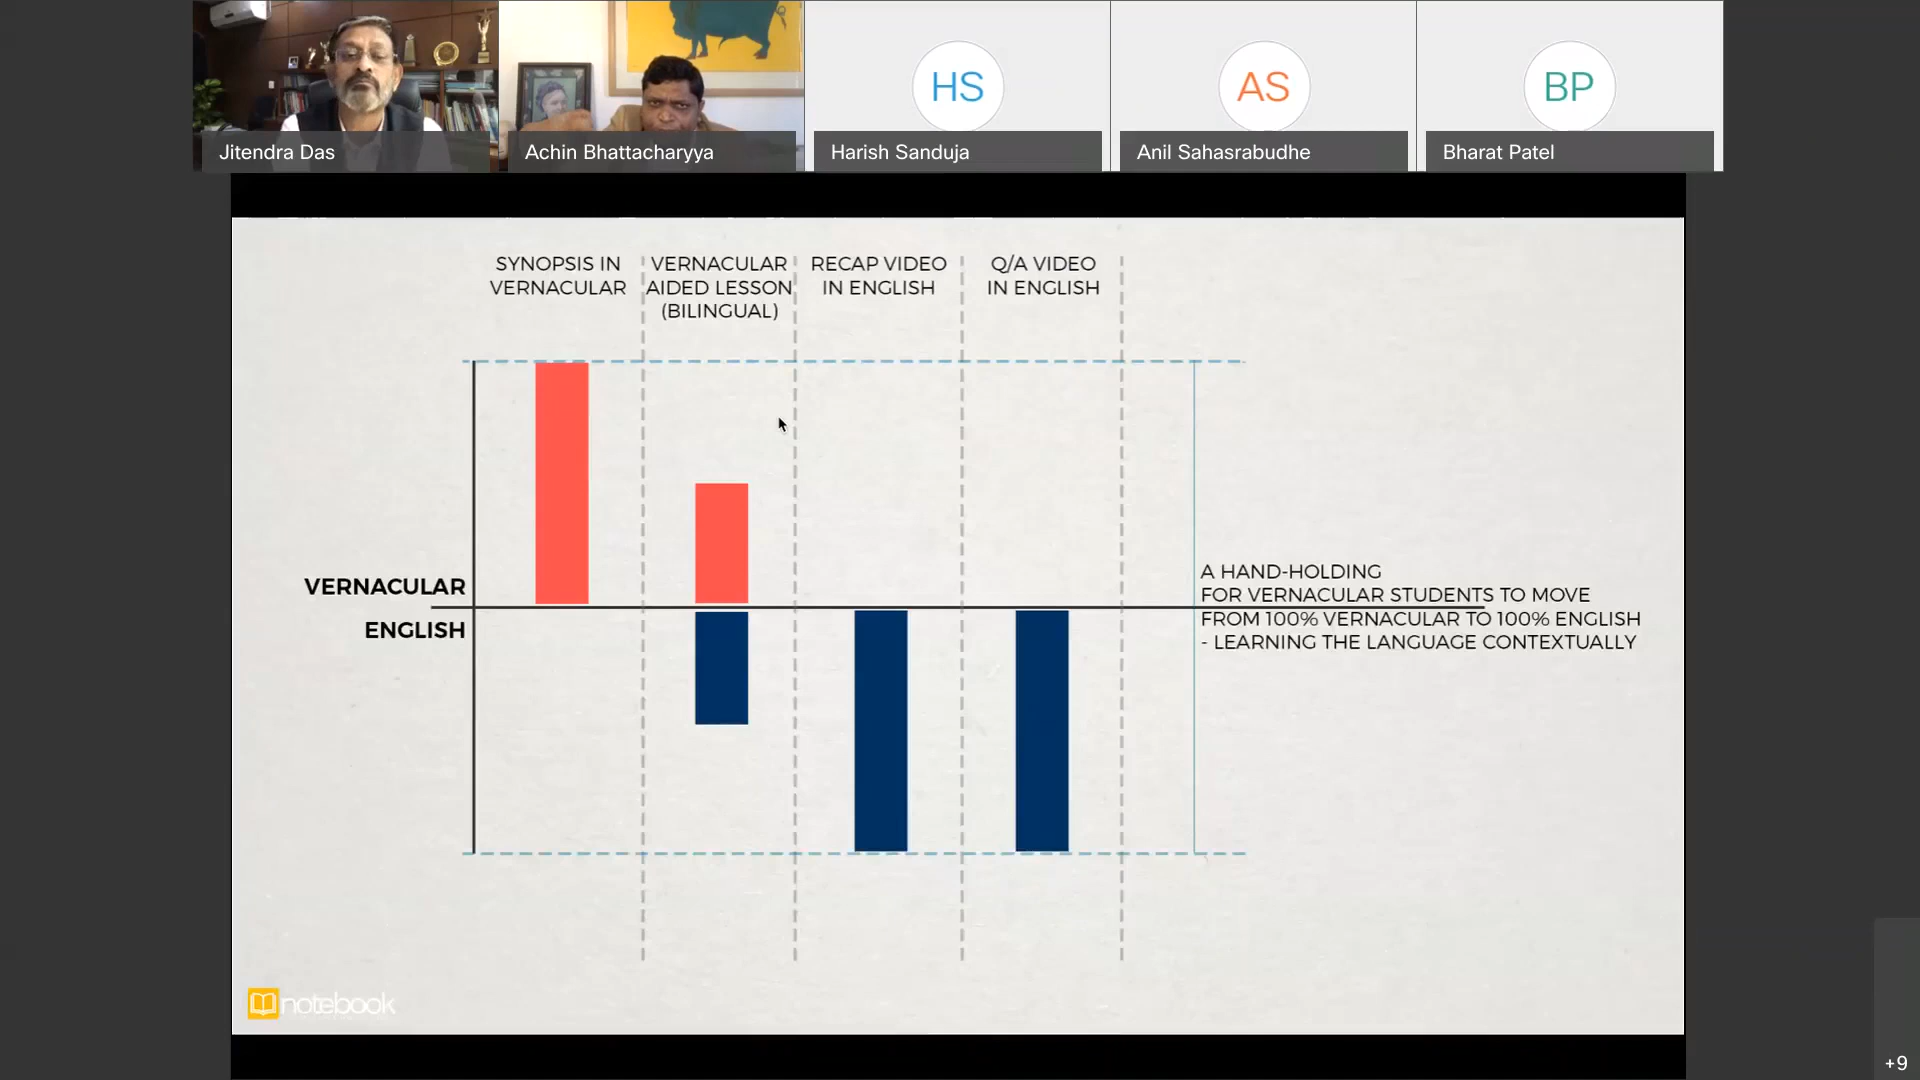 HS
AS
BP
Jitendra Das
Achin Bhattacharyya
Harish Sanduja
Anil Sahasrabudhe
Bharat Patel
SYNOPSIS IN
VERNACULAR
VERNACULAR
AIDED LESSON
(BILINGUAL)
RECAP VIDEO
IN ENGLISH
Q/A VIDEO
IN ENGLISH
VERNACULAR
ENGLISH
A HAND-HOLDING
FOR VERNACULAR STUDENTS TO MOVE
FROM 100% VERNACULAR TO 100% ENGLISH
- LEARNING THE LANGUAGE CONTEXTUALLY
notebook
+9